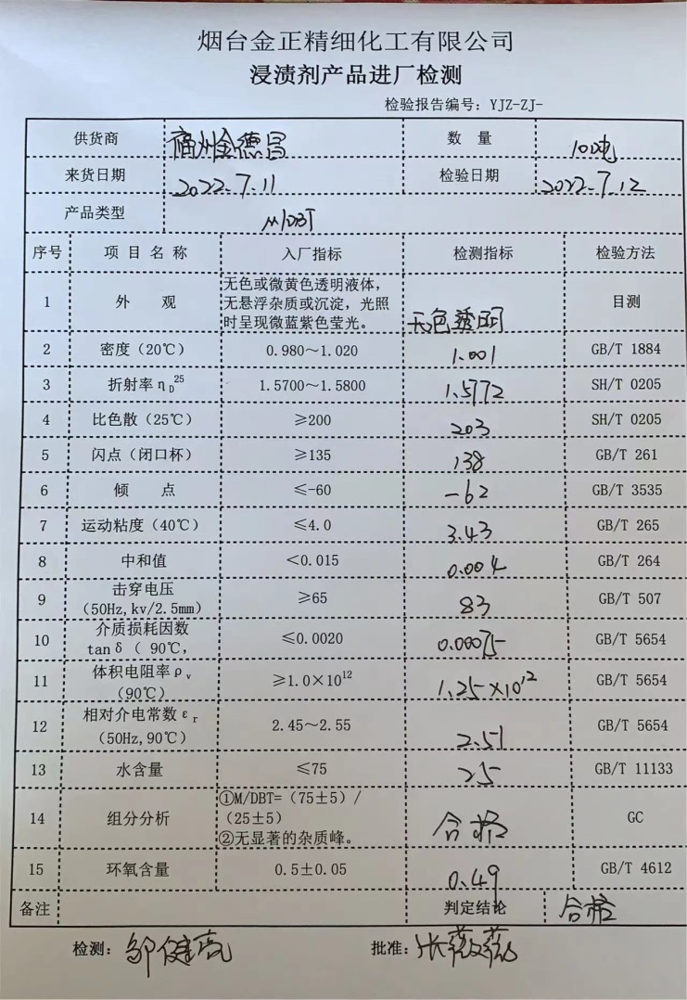 烟台金正精细化工有限公司
浸渍剂产品进厂检测
检验报告编号：YJZ-ZJ-
供货商 福州金德昌 数 量 100吨
来货日期 2022.7.11 检验日期 2022.7.12
产品类型 M/DBT
序号 项 目 名 称 入厂指标 检测指标 检验方法
1 外 观 无色或微黄色透明液体，无悬浮杂质或沉淀，光照时呈现微蓝紫色莹光。 无色透明 目测
2 密度（20℃） 0.980～1.020 1.001 GB/T 1884
3 折射率 η D 25 1.5700～1.5800 1.5772 SH/T 0205
4 比色散（25℃） ≥200 203 SH/T 0205
5 闪点（闭口杯） ≥135 138 GB/T 261
6 倾 点 ≤-60 -62 GB/T 3535
7 运动粘度（40℃） ≤4.0 3.43 GB/T 265
8 中和值 <0.015 0.004 GB/T 264
9 击穿电压（50Hz,kv/2.5mm） ≥65 83 GB/T 507
10 介质损耗因数 tanδ（ 90℃， ≤0.0020 0.00075 GB/T 5654
11 体积电阻率ρv（90℃） ≥1.0×10¹² 1.25×10¹² GB/T 5654
12 相对介电常数εr（50Hz,90℃） 2.45～2.55 2.51 GB/T 5654
13 水含量 ≤75 25 GB/T 11133
14 组分分析 ①M/DBT=（75±5）/（25±5）②无显著的杂质峰。 合格 GC
15 环氧含量 0.5±0.05 0.49 GB/T 4612
备注 判定结论 合格
检测：邹健亮 批准：张薇薇